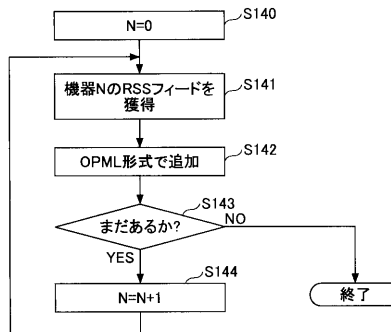 N=0
S140
機器NのRSSフィードを
獲得
S141
OPML形式で追加
S142
まだあるか?
S143
NO
YES
N=N+1
S144
終了